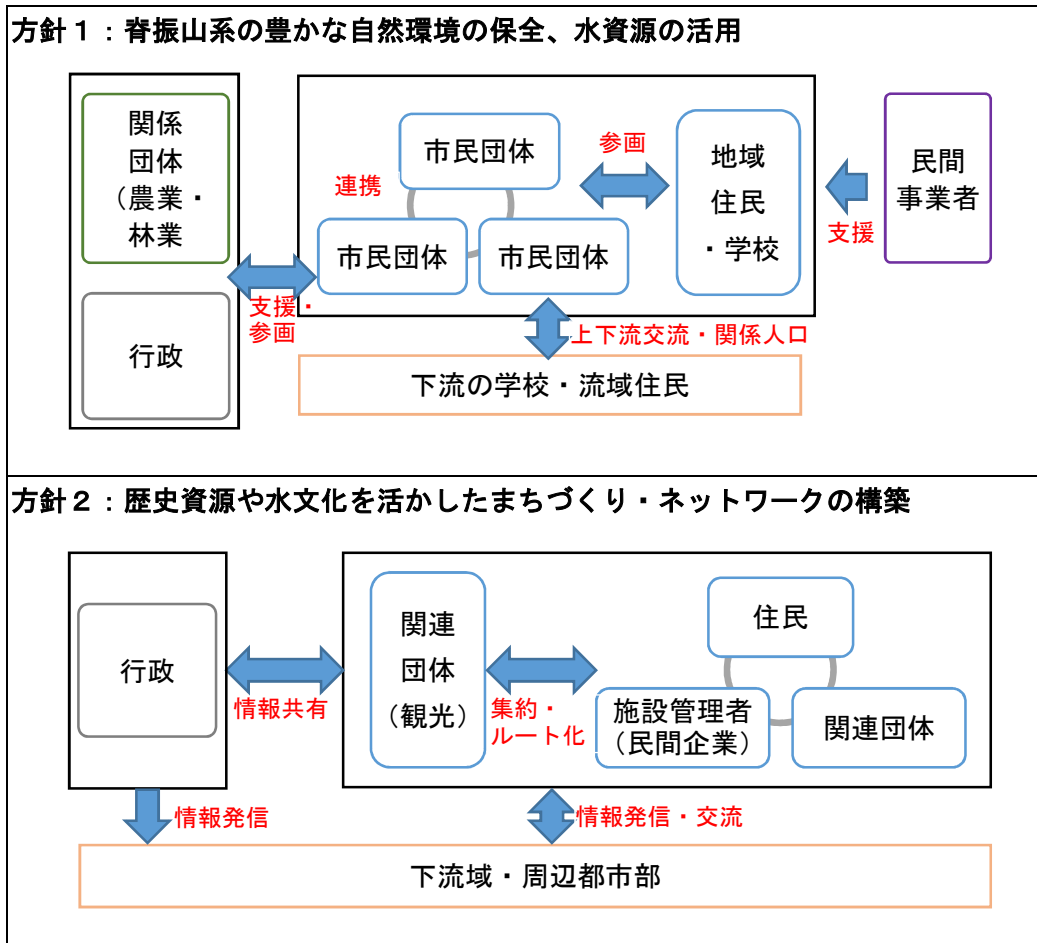 方針１：脊振山系の豊かな自然環境の保全、水資源の活用
関係
団体
（農業・
林業
行政
支援・
参画
連携
市民団体
市民団体
市民団体
参画
地域
住民
・学校
支援
民間
事業者
上下流交流・関係人口
下流の学校・流域住民
方針２：歴史資源や水文化を活かしたまちづくり・ネットワークの構築
行政
情報共有
関連
団体
（観光）
集約・
ルート化
住民
施設管理者
（民間企業）
関連団体
情報発信
情報発信・交流
下流域・周辺都市部